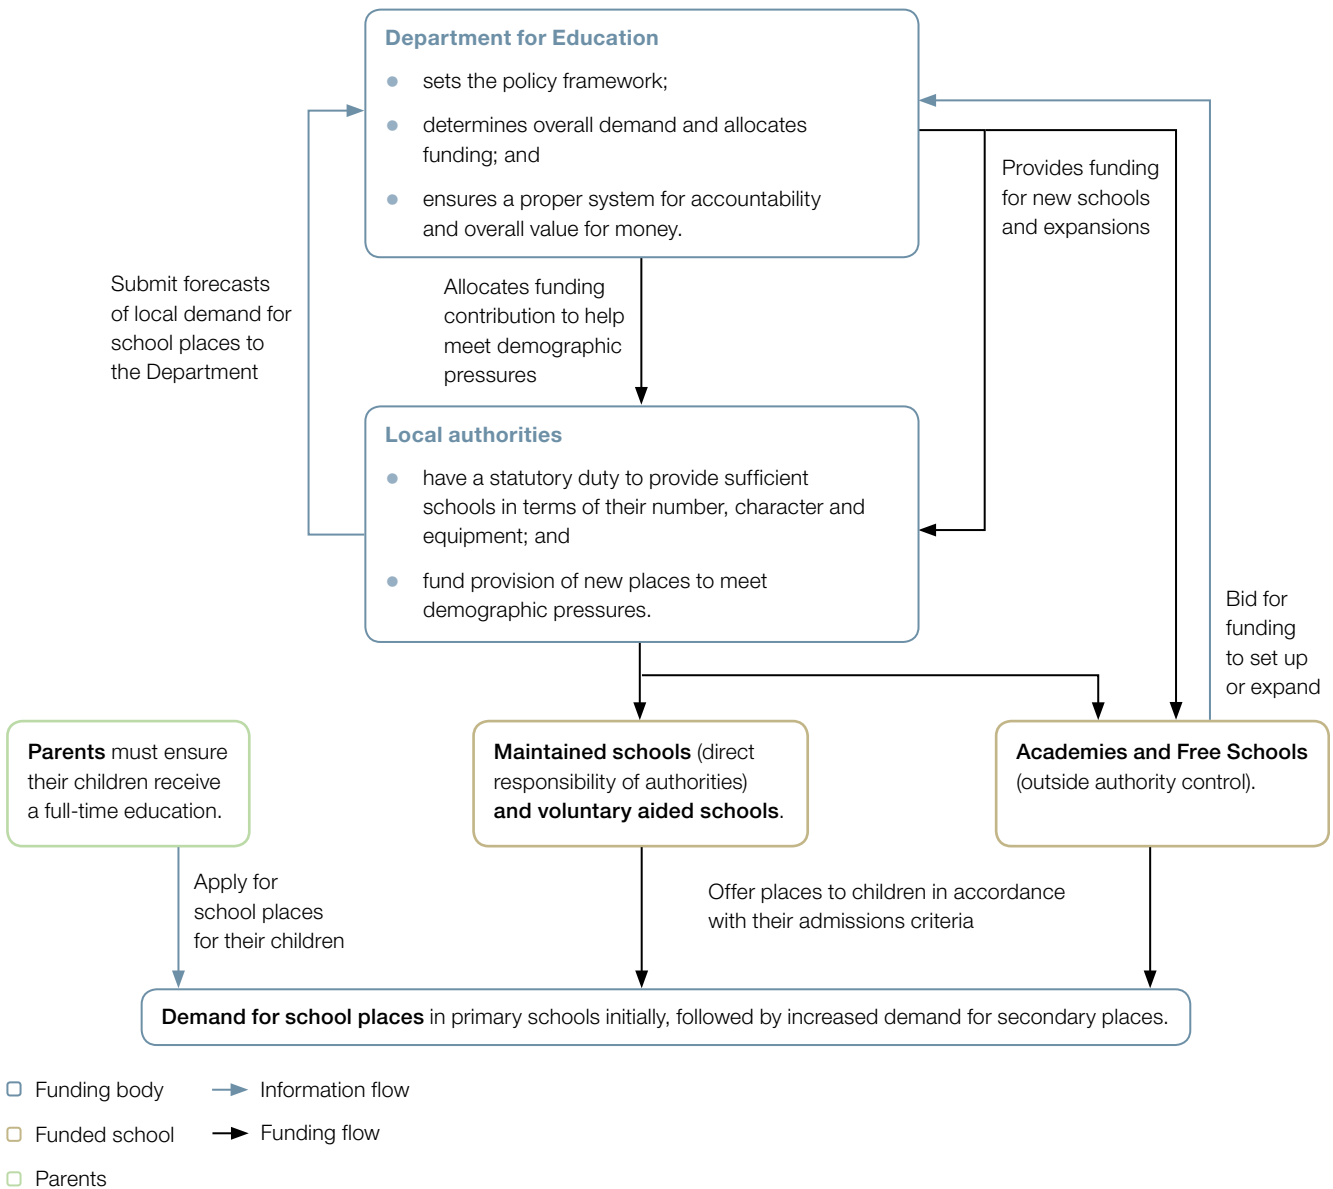 Department for Education
sets the policy framework;
determines overall demand and allocates
funding; and
ensures a proper system for accountability
and overall value for money.
Provides funding
for new schools
and expansions
Submit forecasts
of local demand for
school places to
the Department
Allocates funding
contribution to help
meet demographic
pressures
Local authorities
have a statutory duty to provide sufficient
schools in terms of their number, character and
equipment; and
fund provision of new places to meet
demographic pressures.
Bid for
funding
to set up
or expand
Parents must ensure
their children receive
a full-time education.
Maintained schools (direct
responsibility of authorities)
and voluntary aided schools.
Academies and Free Schools
(outside authority control).
Apply for
school places
for their children
Offer places to children in accordance
with their admissions criteria
Demand for school places in primary schools initially, followed by increased demand for secondary places.
Funding body
Information flow
Funded school
Funding flow
Parents